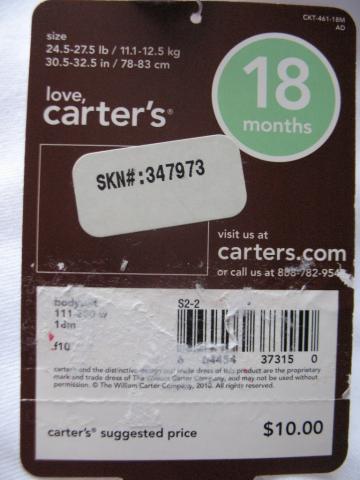 CKT-461-18M
AD
size
24.5-27.5 lb / 11.1-12.5 kg
30.5-32.5 in / 78-83 cm
18
months
love,
carter's®
SKN#:347973
visit us at
carters.com
or call us at 888-782-954
S2-2
18m
f10
37315 0
carter's and the distinctive design and trade dress of this product are the proprietary
mark and trade dress of The William Carter Company, and may not be used without
permission. © The William Carter Company, 2010. All rights reserved.
carter's® suggested price
$10.00